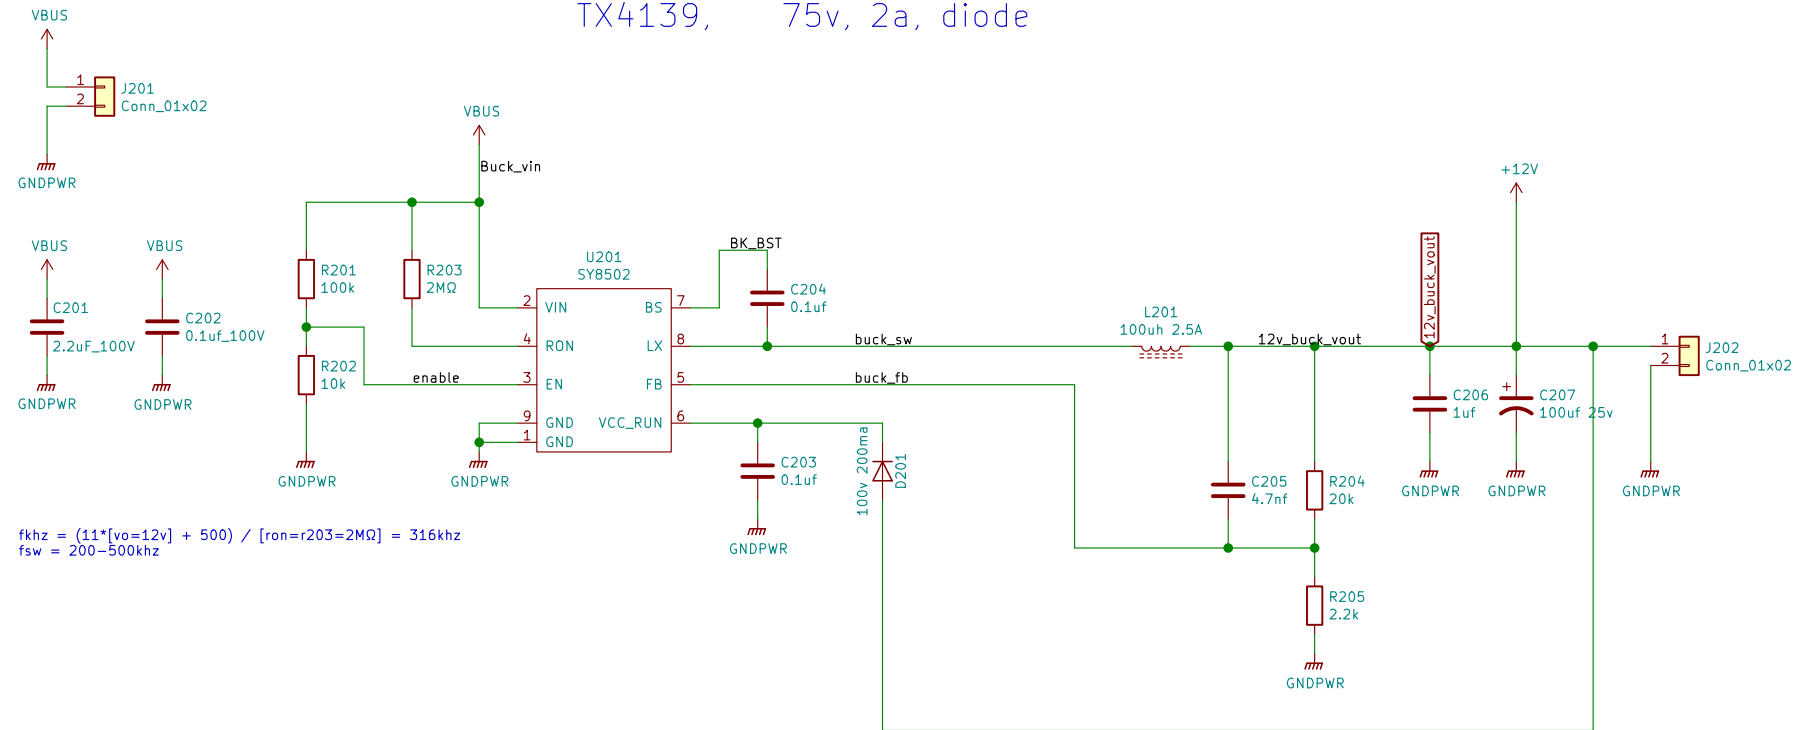 TX4139, 75v, 2a, diode
VBUS
1
2
J201
Conn_01x02
GNDPWR
VBUS
Buck_vin
+12V
VBUS
C201
2.2uF_100V
GNDPWR
VBUS
C202
0.1uf_100V
GNDPWR
R201
100k
R202
10k
GNDPWR
R203
2MΩ
enable
U201
SY8502
2 VIN
4 RON
3 EN
9 GND
1 GND
BS 7
LX 8
FB 5
VCC_RUN 6
GNDPWR
BK_BST
C204
0.1uf
buck_sw
buck_fb
C203
0.1uf
GNDPWR
100v 200ma
D201
L201
100uh 2.5A
12v_buck_vout
12v_buck_vout
C205
4.7nf
R204
20k
R205
2.2k
GNDPWR
C206
1uf
GNDPWR
+
C207
100uf 25v
GNDPWR
1
2
J202
Conn_01x02
GNDPWR
fkhz = (11*[vo=12v] + 500) / [ron=r203=2MΩ] = 316khz
fsw = 200-500khz